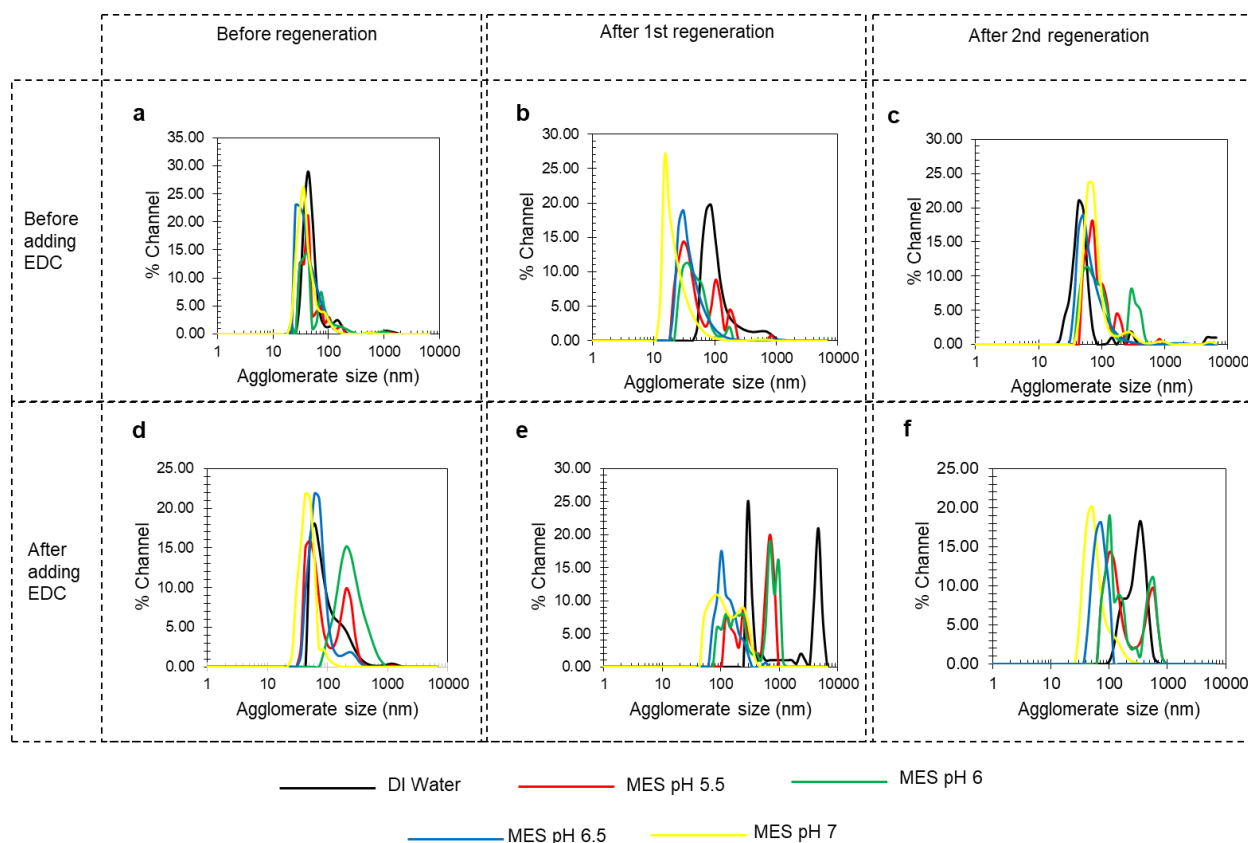 Before regeneration
After 1st regeneration
After 2nd regeneration
Before
adding
EDC
a
35.00
30.00
25.00
20.00
15.00
10.00
5.00
0.00
% Channel
1
10
100
1000
10000
Agglomerate size (nm)
b
30.00
25.00
20.00
15.00
10.00
5.00
0.00
% Channel
1
10
100
1000
10000
Agglomerate size (nm)
c
30.00
25.00
20.00
15.00
10.00
5.00
0.00
% Channel
1
10
100
1000
10000
Agglomerate size (nm)
After
adding
EDC
d
25.00
20.00
15.00
10.00
5.00
0.00
% Channel
1
10
100
1000
10000
Agglomerate size (nm)
e
30.00
25.00
20.00
15.00
10.00
5.00
0.00
% Channel
1
10
100
1000
10000
Agglomerate size (nm)
f
25.00
20.00
15.00
10.00
5.00
0.00
% Channel
1
10
100
1000
10000
Agglomerate size (nm)
DI Water
MES pH 5.5
MES pH 6
MES pH 6.5
MES pH 7